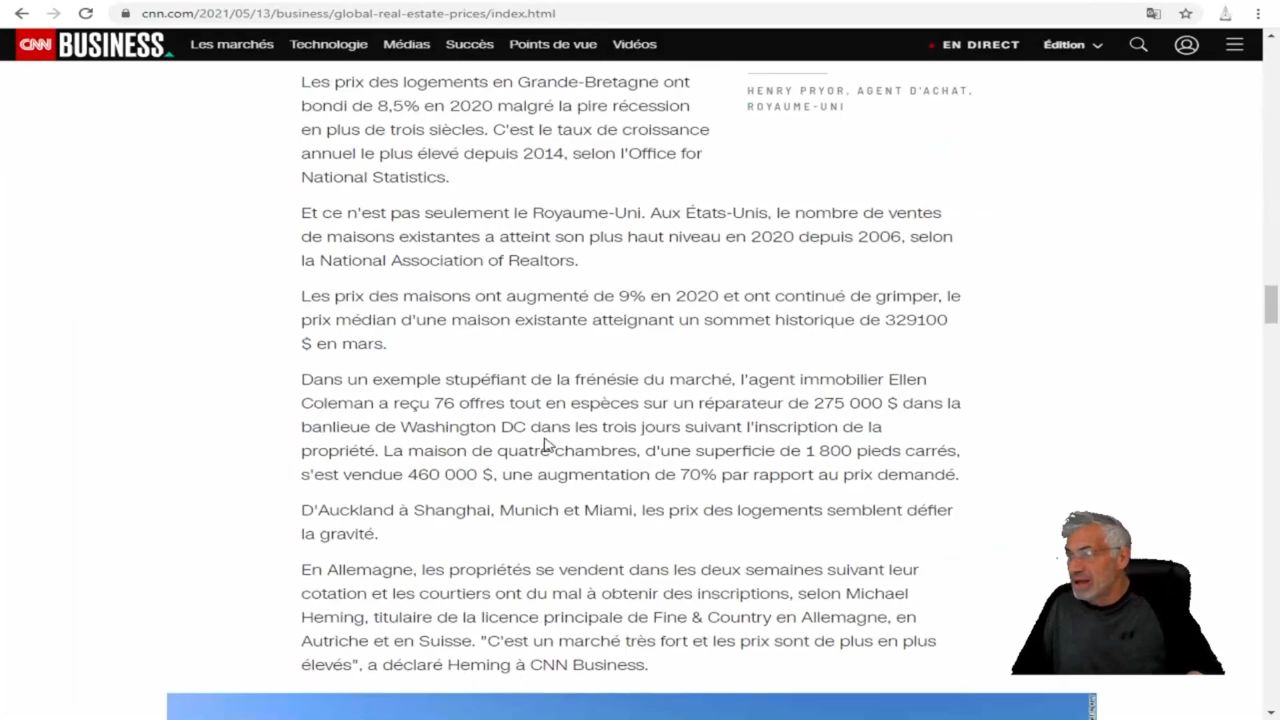 cnn.com/2021/05/13/business/global-real-estate-prices/index.html
CNN BUSINESS Les marchés Technologie Médias Succès Points de vue Vidéos EN DIRECT Édition
Les prix des logements en Grande-Bretagne ont
bondi de 8,5% en 2020 malgré la pire récession
en plus de trois siècles. C'est le taux de croissance
annuel le plus élevé depuis 2014, selon l'Office for
National Statistics.
HENRY PRYOR, AGENT D'ACHAT,
ROYAUME-UNI
Et ce n'est pas seulement le Royaume-Uni. Aux États-Unis, le nombre de ventes
de maisons existantes a atteint son plus haut niveau en 2020 depuis 2006, selon
la National Association of Realtors.
Les prix des maisons ont augmenté de 9% en 2020 et ont continué de grimper, le
prix médian d'une maison existante atteignant un sommet historique de 329100
$ en mars.
Dans un exemple stupéfiant de la frénésie du marché, l'agent immobilier Ellen
Coleman a reçu 76 offres tout en espèces sur un réparateur de 275 000 $ dans la
banlieue de Washington DC dans les trois jours suivant l'inscription de la
propriété. La maison de quatre chambres, d'une superficie de 1 800 pieds carrés,
s'est vendue 460 000 $, une augmentation de 70% par rapport au prix demandé.
D'Auckland à Shanghai, Munich et Miami, les prix des logements semblent défier
la gravité.
En Allemagne, les propriétés se vendent dans les deux semaines suivant leur
cotation et les courtiers ont du mal à obtenir des inscriptions, selon Michael
Heming, titulaire de la licence principale de Fine & Country en Allemagne, en
Autriche et en Suisse. "C'est un marché très fort et les prix sont de plus en plus
élevés", a déclaré Heming à CNN Business.